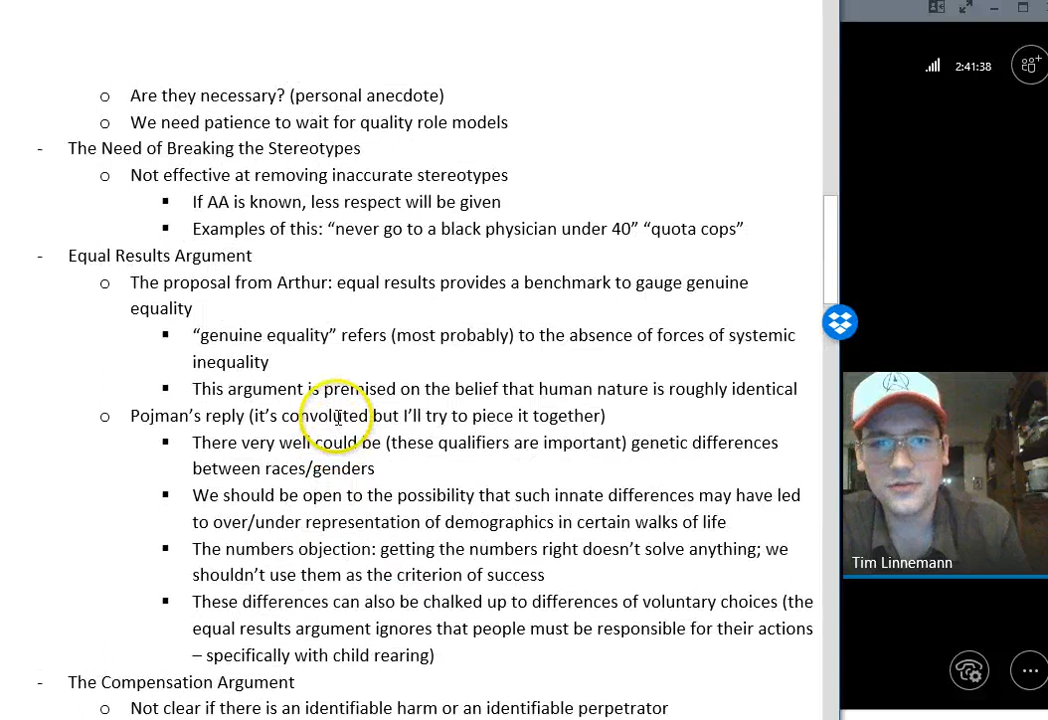 2:41:38
o Are they necessary? (personal anecdote)
o We need patience to wait for quality role models
- The Need of Breaking the Stereotypes
o Not effective at removing inaccurate stereotypes
▪ If AA is known, less respect will be given
▪ Examples of this: “never go to a black physician under 40” “quota cops”
- Equal Results Argument
o The proposal from Arthur: equal results provides a benchmark to gauge genuine
equality
▪ “genuine equality” refers (most probably) to the absence of forces of systemic
inequality
▪ This argument is premised on the belief that human nature is roughly identical
o Pojman’s reply (it’s convoluted but I’ll try to piece it together)
▪ There very well could be (these qualifiers are important) genetic differences
between races/genders
▪ We should be open to the possibility that such innate differences may have led
to over/under representation of demographics in certain walks of life
▪ The numbers objection: getting the numbers right doesn’t solve anything; we
shouldn’t use them as the criterion of success
▪ These differences can also be chalked up to differences of voluntary choices (the
equal results argument ignores that people must be responsible for their actions
– specifically with child rearing)
- The Compensation Argument
o Not clear if there is an identifiable harm or an identifiable perpetrator
Tim Linnemann